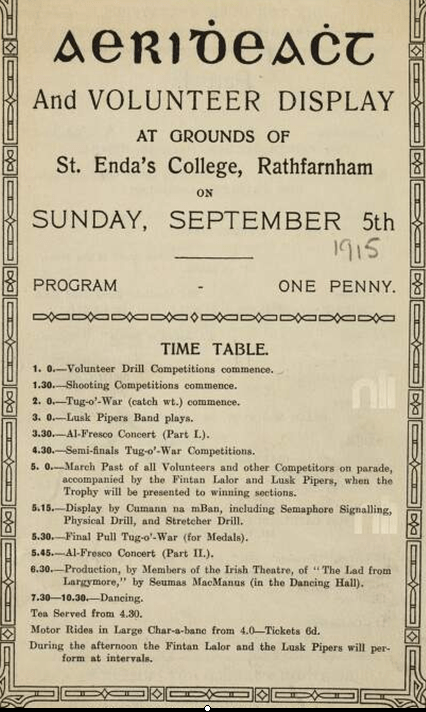 aeriḋeaċt
And VOLUNTEER DISPLAY
AT GROUNDS OF
St. Enda's College, Rathfarnham
ON
SUNDAY, SEPTEMBER 5th
1915
PROGRAM - ONE PENNY.
TIME TABLE.
1. 0.—Volunteer Drill Competitions commence.
1.30.—Shooting Competitions commence.
2. 0.—Tug-o'-War (catch wt.) commence.
3. 0.—Lusk Pipers Band plays.
3.30.—Al-Fresco Concert (Part I.).
4.30.—Semi-finals Tug-o'-War Competitions.
5. 0.—March Past of all Volunteers and other Competitors on parade,
accompanied by the Fintan Lalor and Lusk Pipers, when the
Trophy will be presented to winning sections.
5.15.—Display by Cumann na mBan, including Semaphore Signalling,
Physical Drill, and Stretcher Drill.
5.30.—Final Pull Tug-o'-War (for Medals).
5.45.—Al-Fresco Concert (Part II.).
6.30.—Production, by Members of the Irish Theatre, of "The Lad from
Largymore," by Seumas MacManus (in the Dancing Hall).
7.30—10.30.—Dancing.
Tea Served from 4.30.
Motor Rides in Large Char-a-banc from 4.0—Tickets 6d.
During the afternoon the Fintan Lalor and the Lusk Pipers will per-
form at intervals.
nli
nli